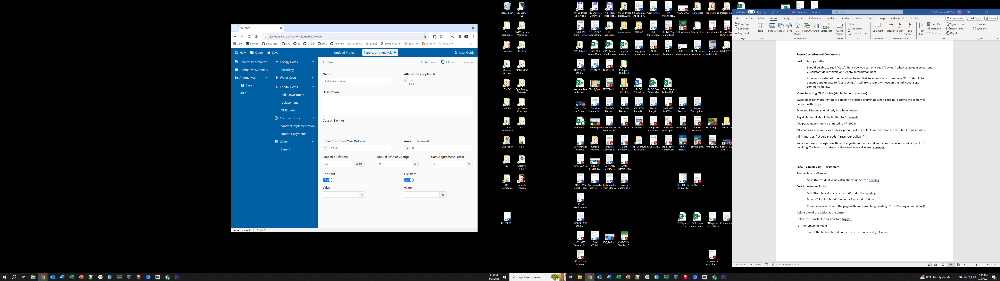 BLCC
blcctest.el.nist.gov/editor/alternative/1/cost/1
EERC PerfPlan BIRDS NEST PV2 E3 SITExp BLCC solar-dip E3 Dev API E3 Live BIRDS NEST API BLCC Test Postman PV^2 Dev
New Open Save Untitled Project Reports and Analysis User Guide
General Information
Alternative Summary
Alternatives
Base
Alt 1
Energy Costs
electricity
Water Costs
Capital Costs
Initial Investment
replacement
OMR costs
Contract Costs
contract implementation
contract payments
Other
Benefit
Base Add Cost Clone Remove
Name
Initial Investment
Alternatives applied to
Base
Alt 1
Description
Cost or Savings
Initial Cost (Base Year Dollars) Amount Financed
$ 10000 $ 0
Expected Lifetime Annual Rate of Change Cost Adjustment Factor
20 years 0 % 0 %
Constant Constant
Yes Yes
Value Value
% %
Alternatives 2 Costs 7
Recycle Bin
Dec Sci for CE
AEO Webpages
ASTM Decarb Workshop
Personal
BLCC 6
General Archive
BIRDS NEST
FLCAC
Oper Energy Datasets
NWIRP
Low Carbon Concrete
LCA of Conferences
SCC
DOE FEMP
Solar
E3
Expl Proj Solar
EPD Compari...
Gonzalo Previo...
AE_GSIHP_...
My EndNote Library.enlx
My EndNote Library.enl
NIST Tech Pubs (bas...
My EndNote Library.Data
SB_Summa... and Tools f...
Goal_Revie...
PP Milestones...
NECC_Em...
New Ideas
Job Postings
DecarbHom...
NIST TN XXXX - BIR...
NIST FY2024 Scope Draf...
RE_ geospati...
openstudio...
WBLCA
SB Milestones...
1333ND22P... Signed.pdf
CLF_Advan...
Athena_IE4...
hpxml-gui...
Decarb Pha... III Advice Lt...
NISTIR85_3...
2022-2024 Annual Sup...
2023 Annual Supplemen...
region division ...
energy price compariso...
NETL Operation...
BLCC landing ...
BLCC ER diagram.jpeg
EEx24_Spea... Invitation - ...
femp_escal... Updates DR...
NISTIR85_3...
NIST.TN.22... (1).docx
NIST.TN.22...
NIST.TN.22...
E3 Jupyter Notebook
esc rate data table struct...
EEx24_Age...
EEX2024-Sc...
BLCC 5.3-23.zip
BLCC Edits.docx
BLCC Data Tables.xlsx
BLCC Data Tables 01_1...
Dec Sci for Cir Econ - ...
Decision Science for ...
CE - FY24 Plastics ...
CE - FY24 Plastics L...
CE - FY24 Batterie...
Plastics Recycli...
2022 NIST MB Wor...
Plastics Recyclin...
Project Description...
manufactu...
Seminar.pptx
NIST Plastics Data and H...
NIST.SP.15...
NIST.AMS.1...
farm plastic waste and...
recycled plastic pric...
recycling-0...
CE PET scaling e...
Recycling-...
Plastic GIS
Lit Rev Index - Outline ...
Carbon Markets
Double claiming d...
Draft Problem S...
Re_ UC Davis _ NIST Con...
NIST.SP.15...
std gaps for cement.pdf
fhwa resear...
driving_acti...
RMI_3cs_of...
Kneifel - LC... at NIST - C...
ANL-ESIA-...
Kick-off Meeting J...
SOW_ANL Order 3 ...
[2024, Taemin Kim...
NIST-GWU Collab - Ba...
Questions for Interview- ...
Collaborati... with GHG ...
General outline of ...
NIST TN - Lit Review - E...
EV_Battery_...
ASTM Workshop ...
WBLCA_DIBE (1).docx
SITExpress Ex.xlsx
SITExpress error exam...
SITExpress Edits-v3.docx
Comments...
ICC-NIST Summit Dr...
Final ICC-NI...
ICC_Period...
4245-BSR-... Standard 2...
IDSH Case Stateme...
A review of machine l...
AutoSave On BLCC Edits.docx • Saved Search Kneifel, Joshua D. (Fed)
File Home Editor Insert Design Layout References Mailings Review View Zotero Help EndNote X9 Acrobat Comments Editing Share
Cover Page
Blank Page
Page Break
Pages
Table
Tables
Pictures Shapes Icons 3D Models SmartArt Chart Screenshot
Illustrations
Online Videos
Media
Link
Bookmark
Cross-reference
Links
Comment
Comments
Header Footer Page Number
Header & Footer
Text Box
Quick Parts
WordArt
Drop Cap
Signature Line
Date & Time
Object
Text
Equation
Symbol
Symbols
Page – Cost (General Comments)
Cost or Savings button
Should be able to read “Cost”. Right now you can only read “Savings” when selected (see current
vs constant dollar toggle on General Information page)
If savings is selected, then anything below that selection that current says “Cost” should be
dynamic and update to “Cost Savings”. I will try to identify those on the individual page
comments below.
Make Recurring “No” Visible (similar issue to previous)
Water does not work right now, correct? It crashes everything when I add it. I assume the same will
happen with Other
Expected Lifetime should only be whole integers
Any dollar input should be limited to 2 decimals
Any percentage should be limited to +/- 100 %
All values are required except description [I will try to look for exceptions to this, but I think it holds]
All “Initial Cost” should include “(Base Year Dollars)”
We should walk through how the cost adjustment factor and annual rate of increase will impact the
resulting E3 objects to make sure they are being calculated correctly
Page – Capital Cost – Investment
Annual Rate of Change
Add “(for residual value calculation)” under the heading
Cost Adjustment Factor
Add “(for phased-in investments)” under the heading
Move CAF to left hand side under Expected Lifetime
Create a new section of the page with an overarching heading: “Cost-Phasing of Initial Cost”
Delete one of the tables at the bottom
Delete the Constant/Non-Constant toggles
For the remaining table
Size of the table is based on the construction period (0-3 years)
Page 8 of 14 2312 words Accessibility: Investigate Focus 111%
3:23 PM
3/21/2024
Type here to search
80°F Mostly cloudy
3:23 PM
3/21/2024